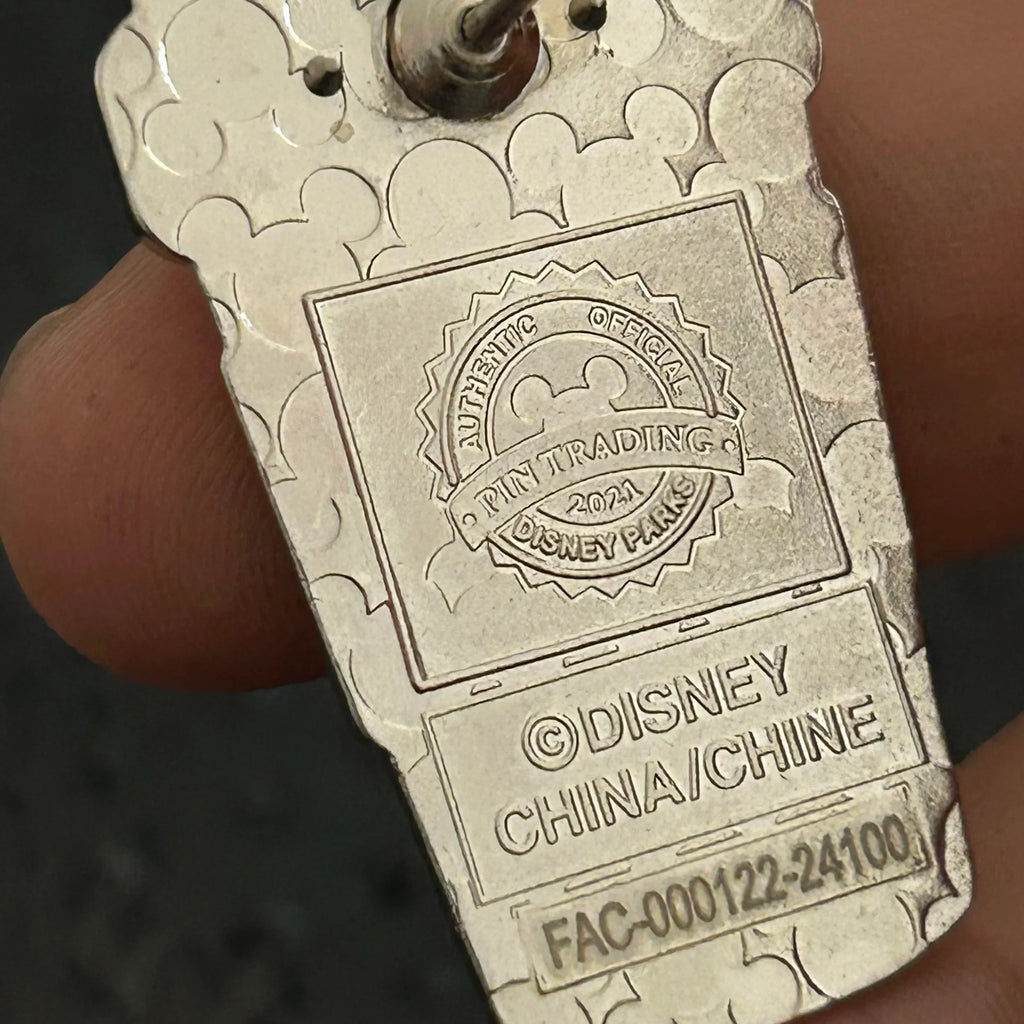 AUTHENTIC OFFICIAL
PIN TRADING
2021
DISNEY PARKS
©DISNEY
CHINA/CHINE
FAC-000122-24100